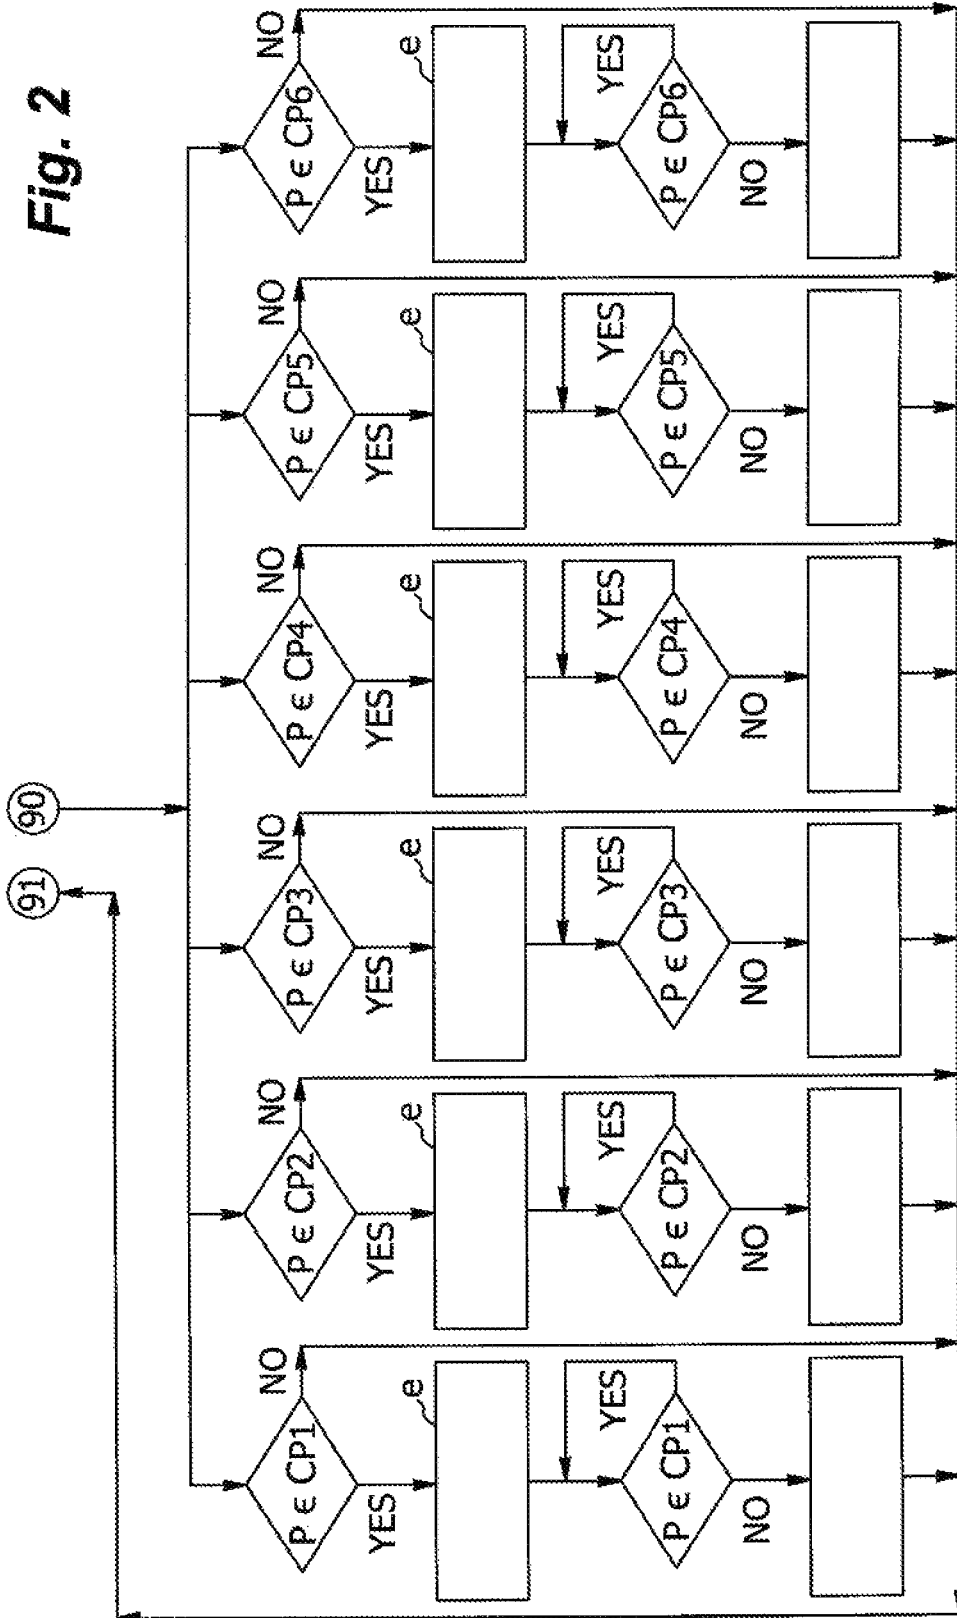 Fig. 2
90
91
P ϵ CP1
NO
YES
e
P ϵ CP1
YES
NO
P ϵ CP2
NO
YES
e
P ϵ CP2
YES
NO
P ϵ CP3
NO
YES
e
P ϵ CP3
YES
NO
P ϵ CP4
NO
YES
e
P ϵ CP4
YES
NO
P ϵ CP5
NO
YES
e
P ϵ CP5
YES
NO
P ϵ CP6
NO
YES
e
P ϵ CP6
YES
NO